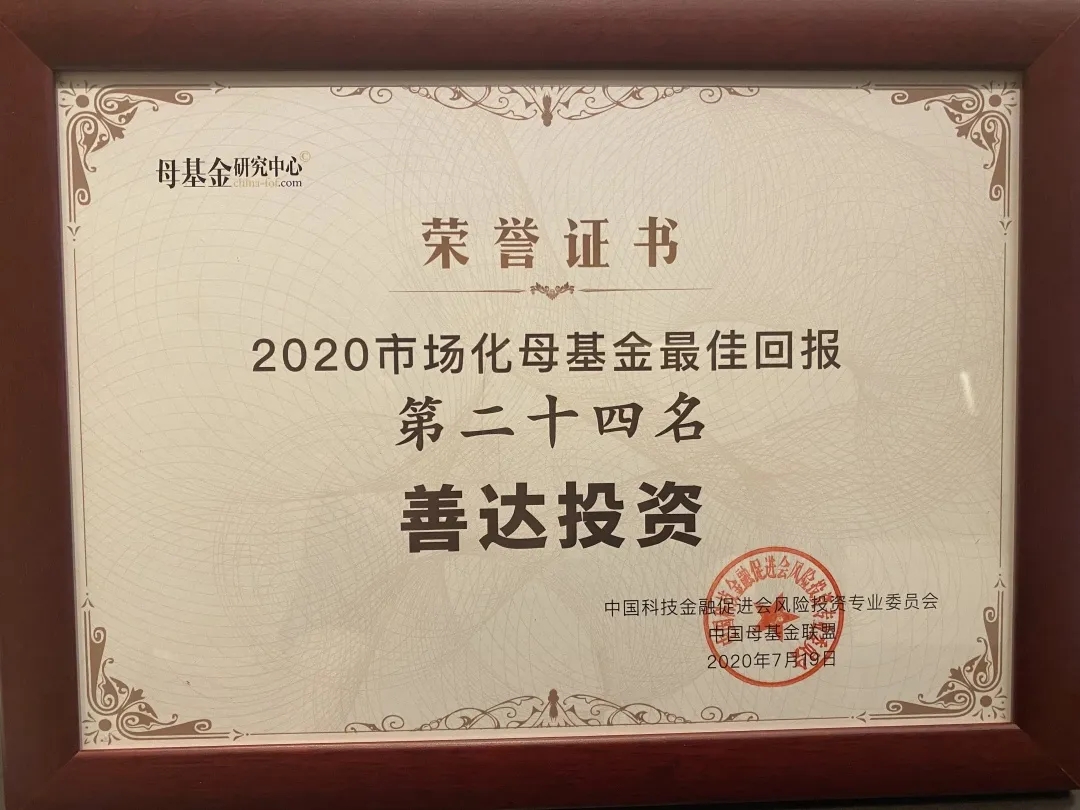 母基金研究中心©
china-fof.com
荣誉证书
2020市场化母基金最佳回报
第二十四名
善达投资
中国科技金融促进会风险投资专业委员会
中国母基金联盟
2020年7月19日